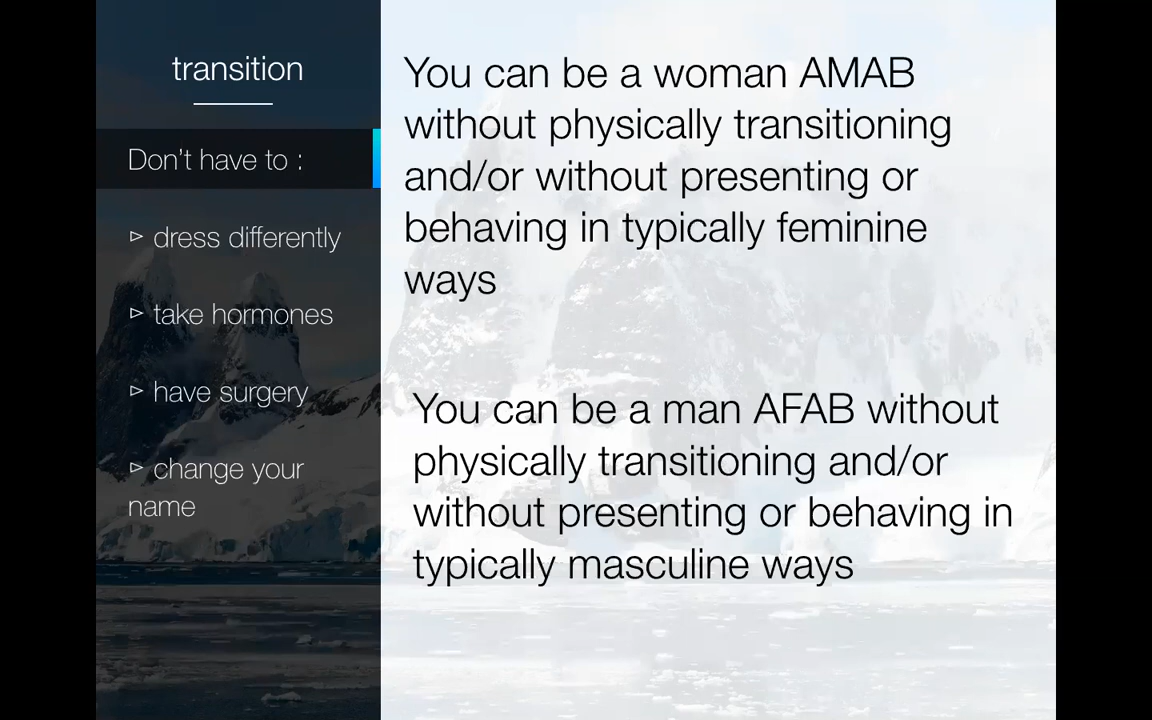 transition
Don't have to :
▷ dress differently
▷ take hormones
▷ have surgery
▷ change your
name
You can be a woman AMAB
without physically transitioning
and/or without presenting or
behaving in typically feminine
ways
You can be a man AFAB without
physically transitioning and/or
without presenting or behaving in
typically masculine ways